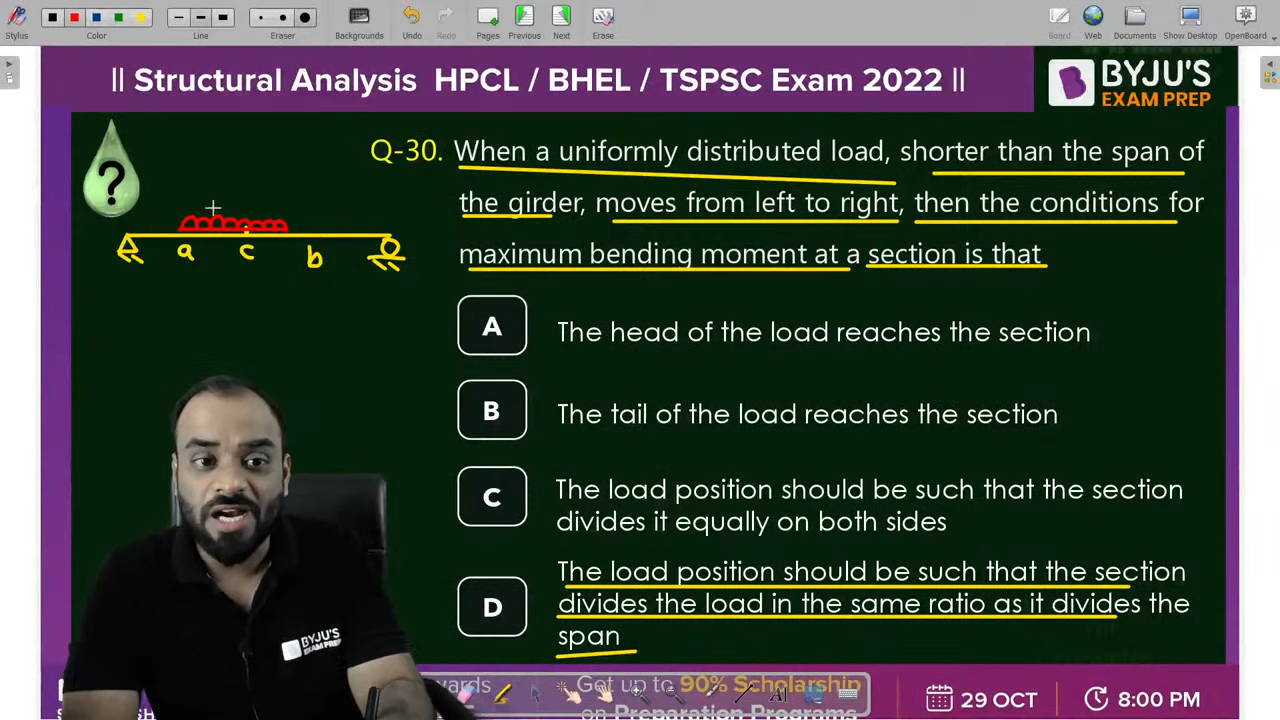 Stylus
Color
Line
Eraser
Backgrounds
Undo
Redo
Pages
Previous
Next
Erase
Board
Web
Documents
Show Desktop
OpenBoard
|| Structural Analysis HPCL / BHEL / TSPSC Exam 2022 ||
BYJU'S
EXAM PREP
?
Q-30. When a uniformly distributed load, shorter than the span of
the girder, moves from left to right, then the conditions for
maximum bending moment at a section is that
a c b
A The head of the load reaches the section
B The tail of the load reaches the section
C The load position should be such that the section
divides it equally on both sides
D The load position should be such that the section
divides the load in the same ratio as it divides the
span
BYJU'S
EXAM PREP
Get up to 90% Scholarship
on Preparation Programs
29 OCT
8:00 PM